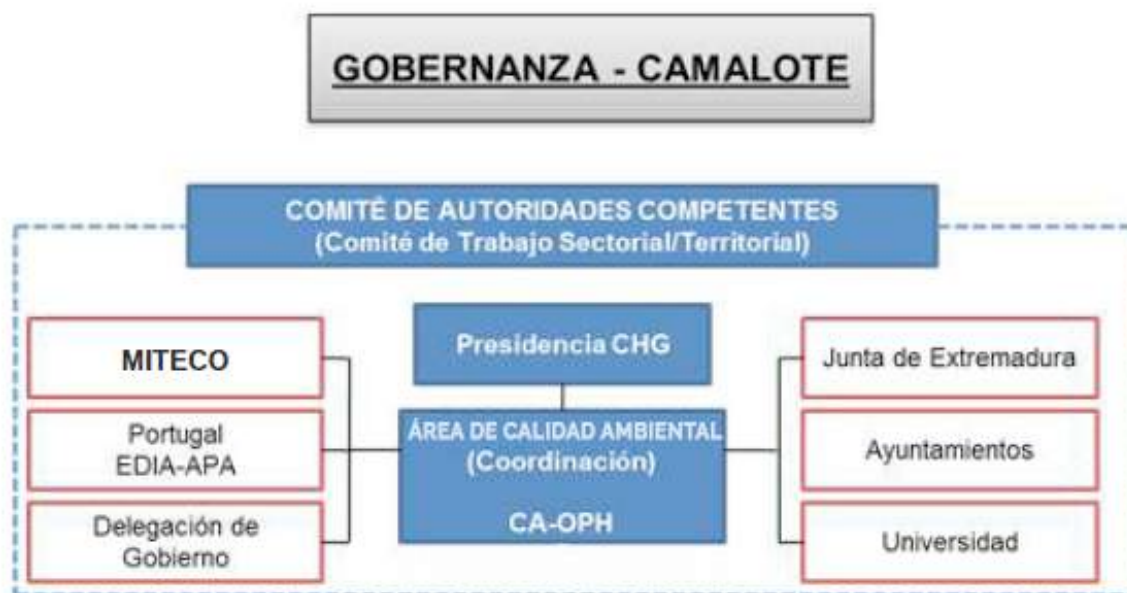 GOBERNANZA - CAMALOTE
COMITÉ DE AUTORIDADES COMPETENTES
(Comité de Trabajo Sectorial/Territorial)
MITECO
Portugal
EDIA-APA
Delegación de
Gobierno
Presidencia CHG
ÁREA DE CALIDAD AMBIENTAL
(Coordinación)
CA-OPH
Junta de Extremadura
Ayuntamientos
Universidad